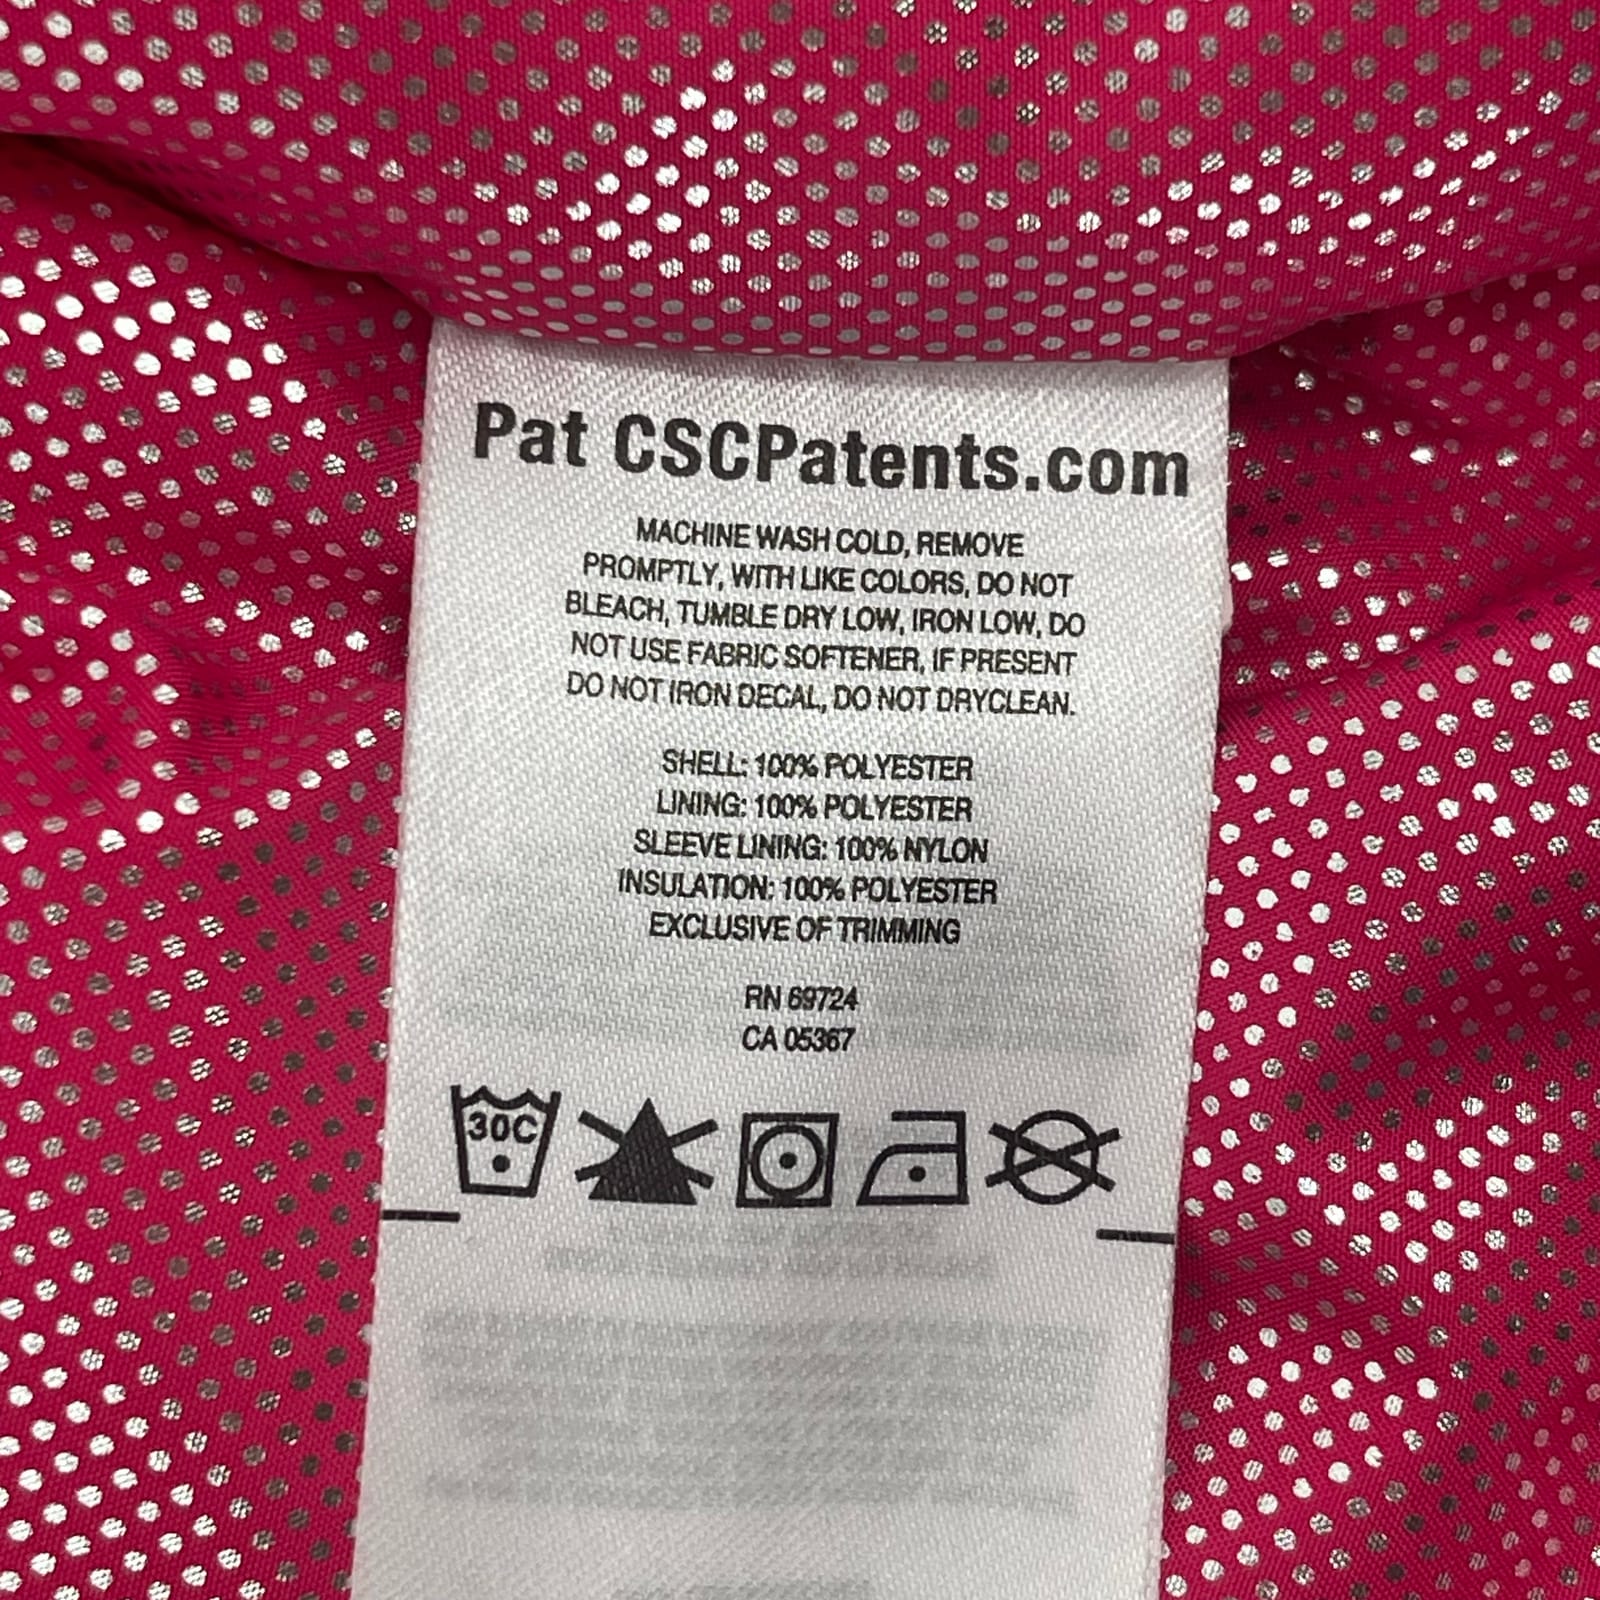 Pat CSCPatents.com
MACHINE WASH COLD, REMOVE
PROMPTLY, WITH LIKE COLORS, DO NOT
BLEACH, TUMBLE DRY LOW, IRON LOW, DO
NOT USE FABRIC SOFTENER, IF PRESENT
DO NOT IRON DECAL, DO NOT DRYCLEAN.
SHELL: 100% POLYESTER
LINING: 100% POLYESTER
SLEEVE LINING: 100% NYLON
INSULATION: 100% POLYESTER
EXCLUSIVE OF TRIMMING
RN 69724
CA 05367
30C